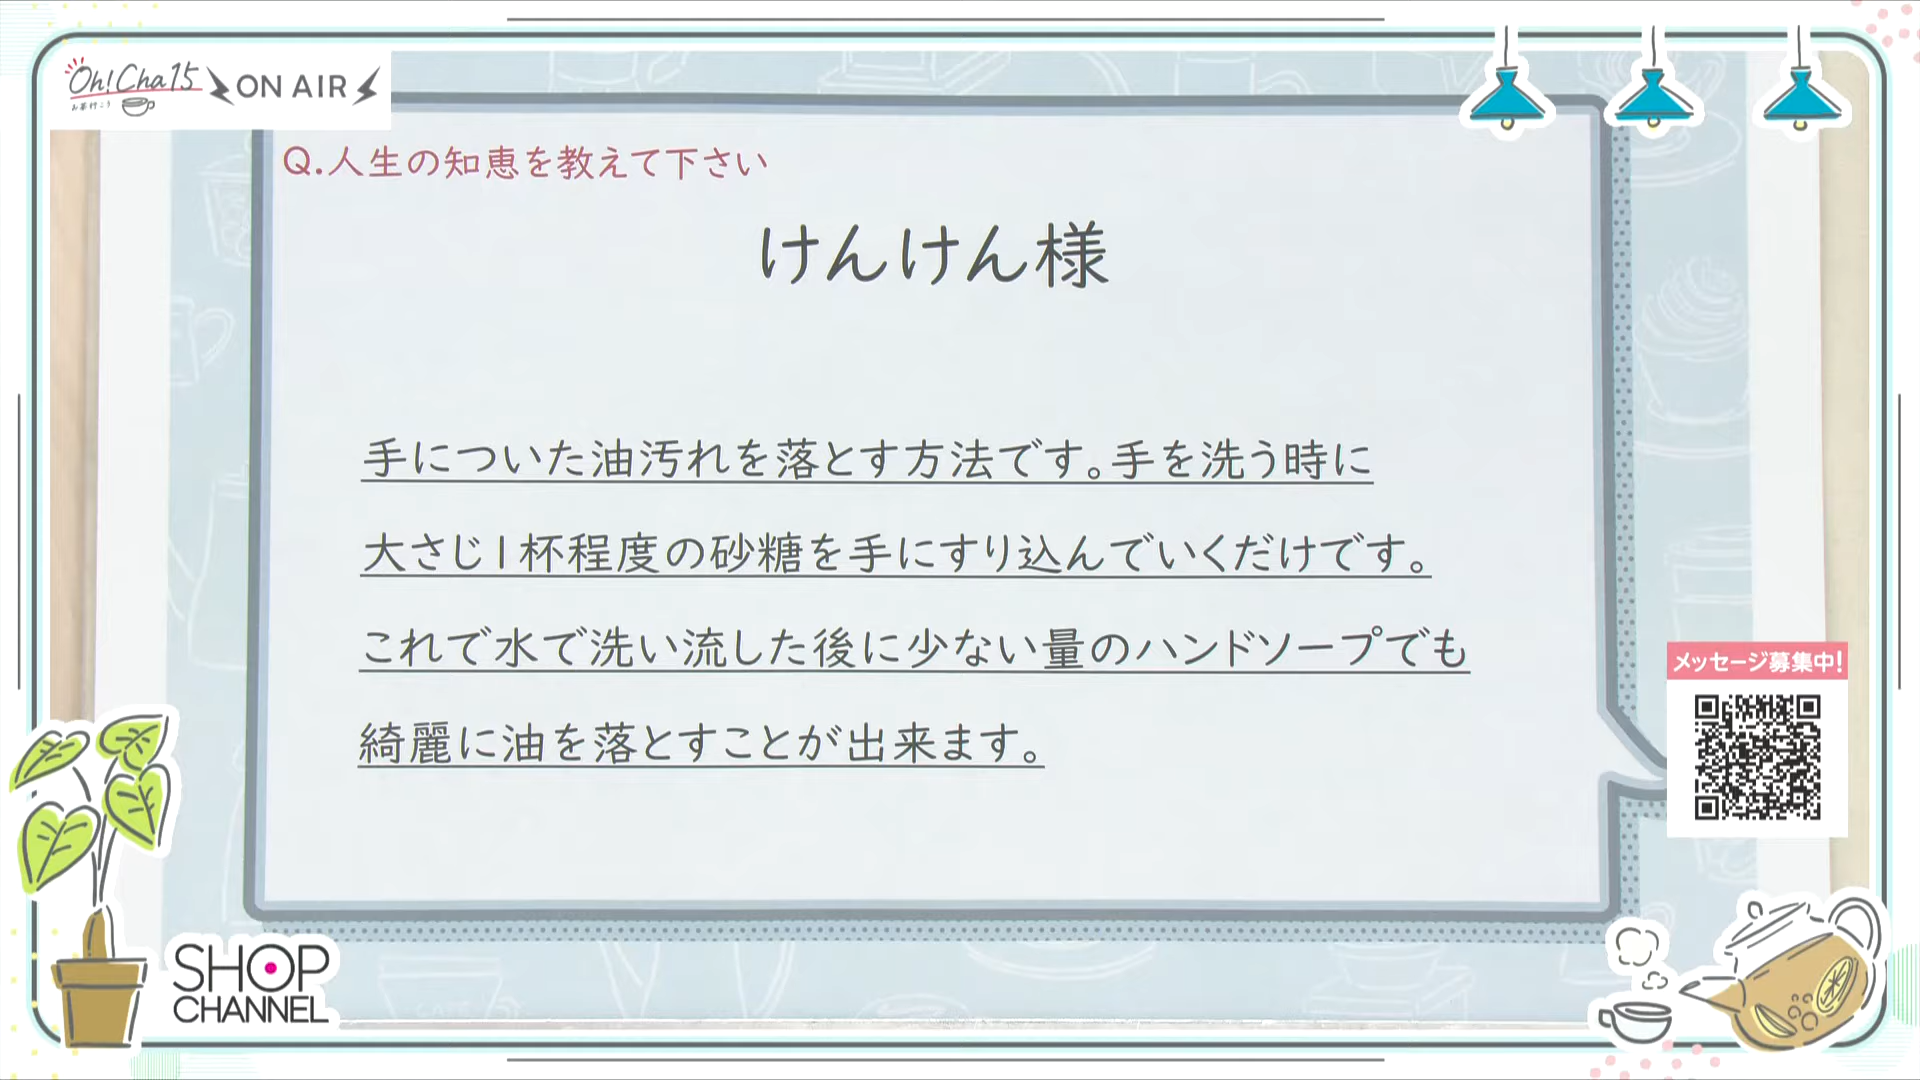 Oh!Cha15
お茶行こう
ON AIR
Q.人生の知恵を教えて下さい
けんけん様
手についた油汚れを落とす方法です。手を洗う時に
大さじ1杯程度の砂糖を手にすり込んでいくだけです。
これで水で洗い流した後に少ない量のハンドソープでも
綺麗に油を落とすことが出来ます。
メッセージ募集中!
SHOP
CHANNEL